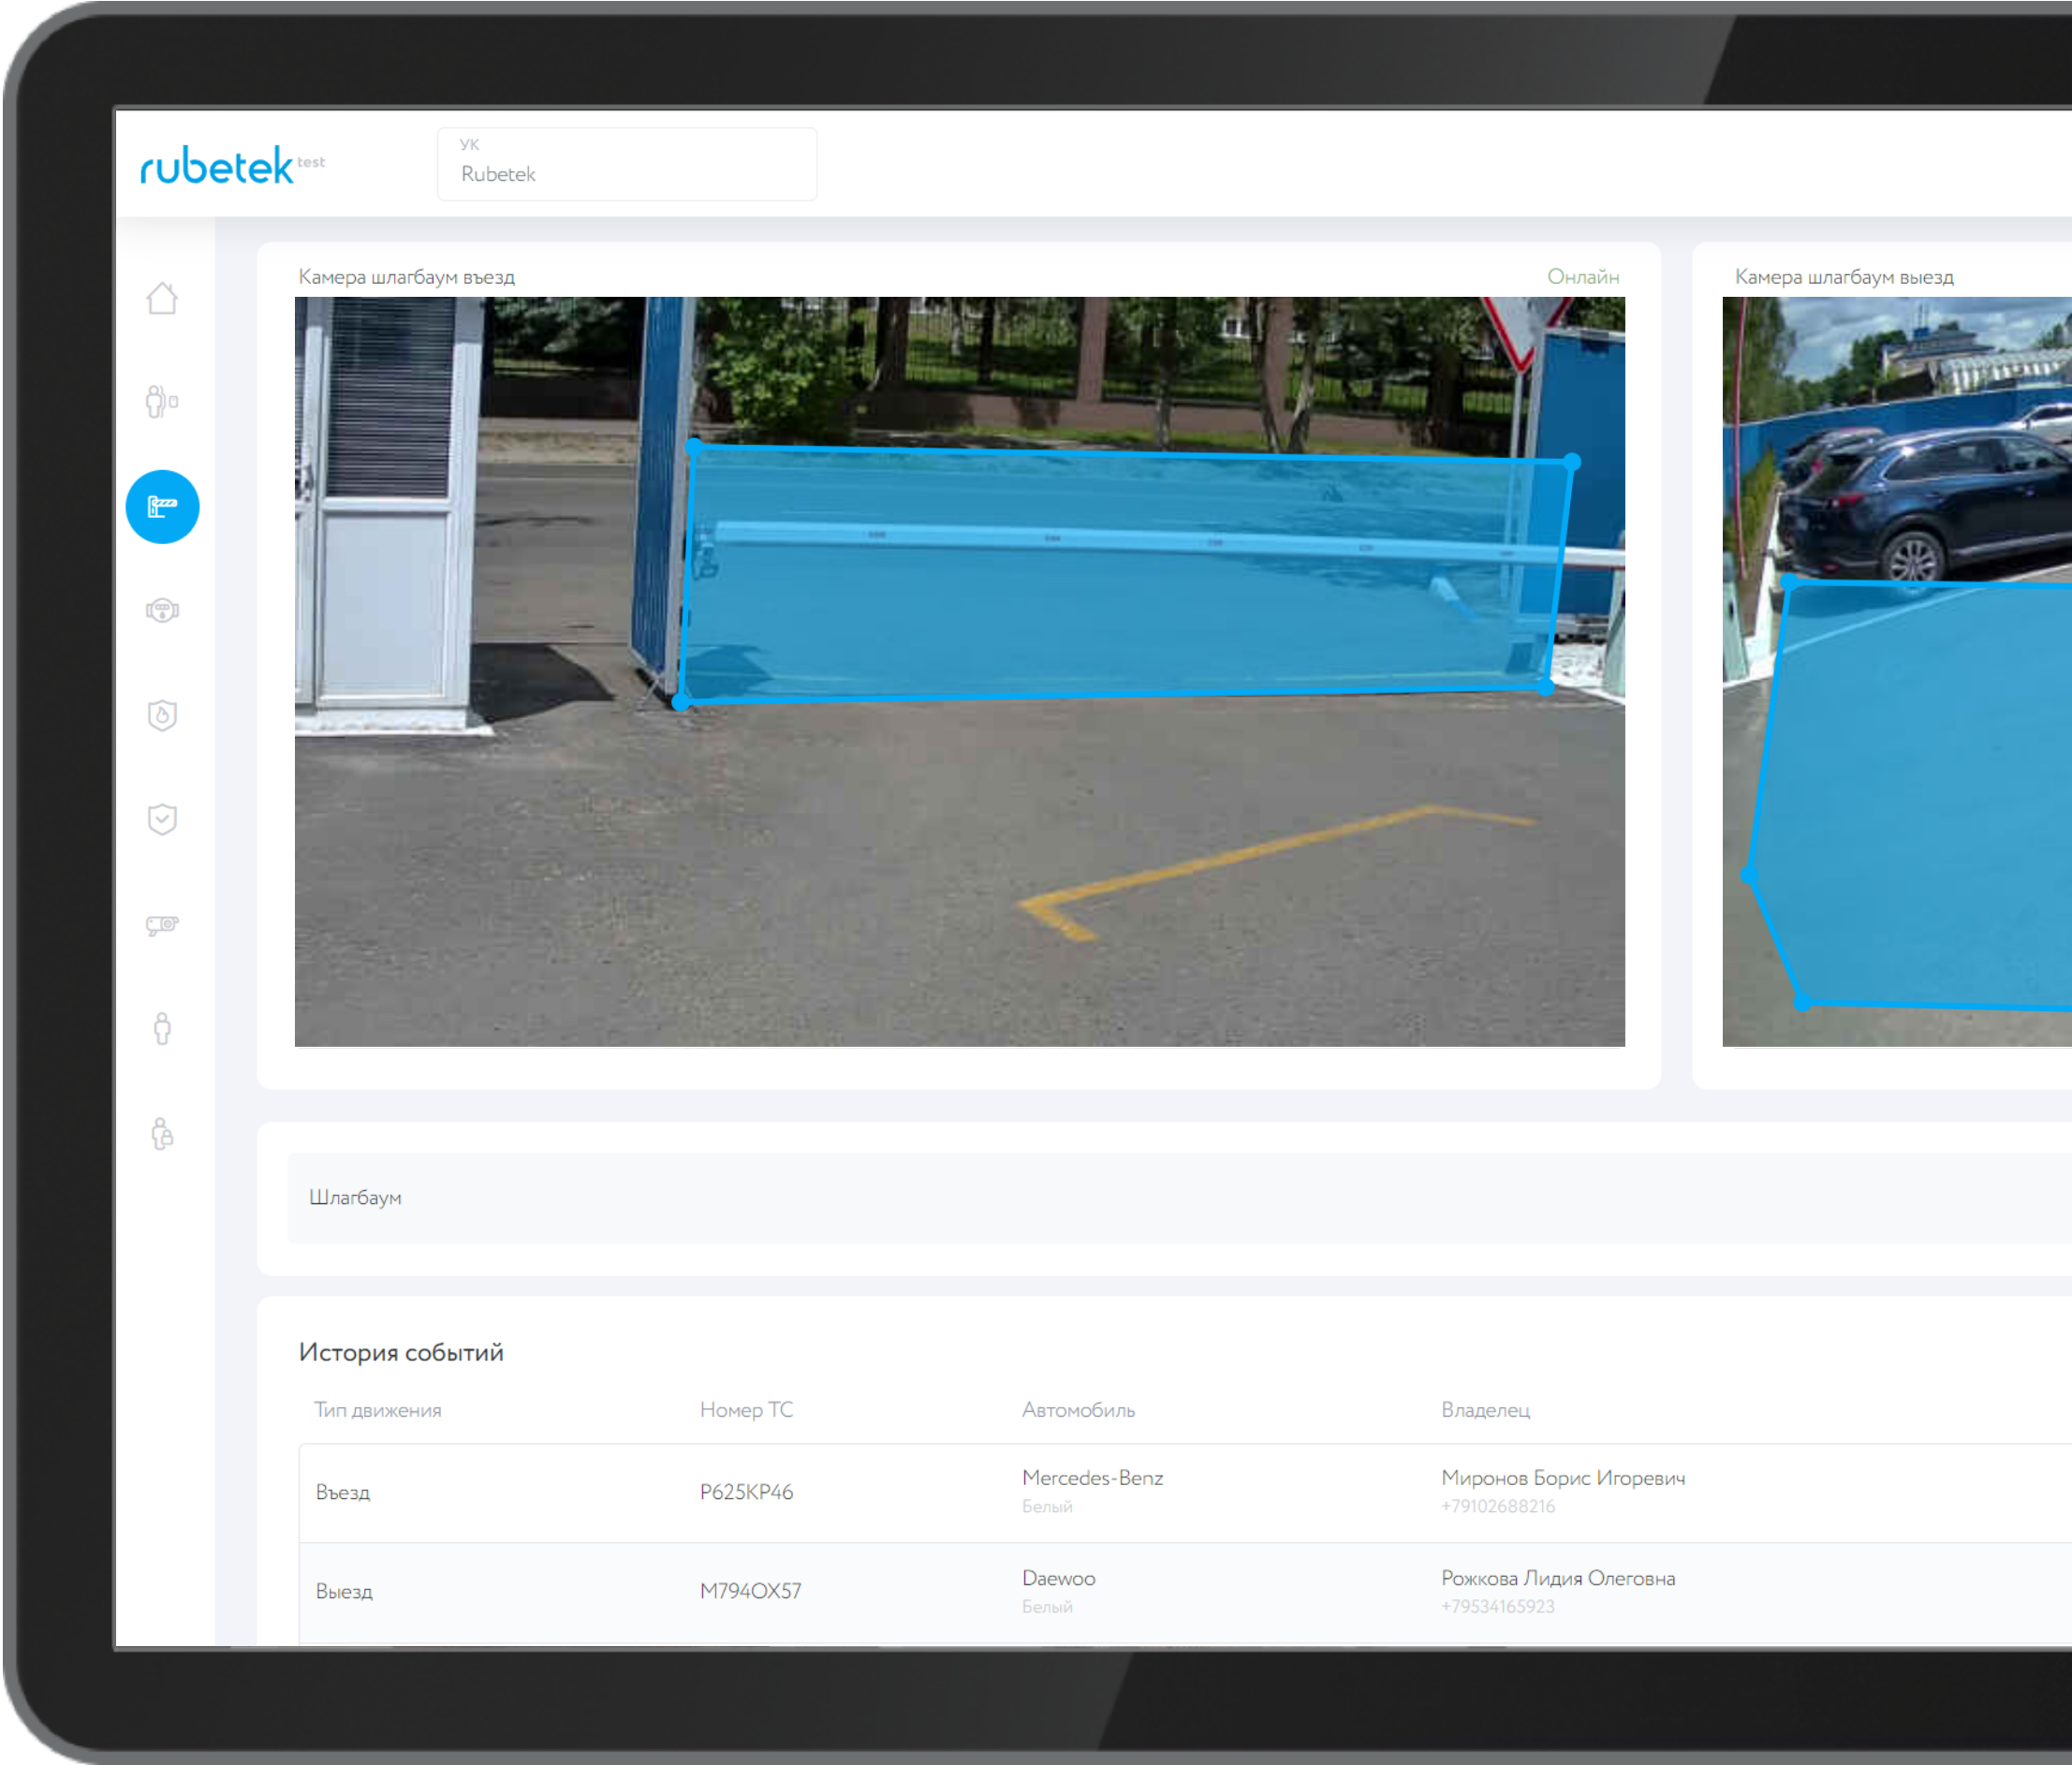 rubetek test
УК
Rubetek
Камера шлагбаум въезд
Онлайн
Камера шлагбаум выезд
Шлагбаум
История событий
Тип движения
Номер ТС
Автомобиль
Владелец
Въезд
Р625КР46
Mercedes-Benz
Белый
Миронов Борис Игоревич
+79102688216
Выезд
М794ОХ57
Daewoo
Белый
Рожкова Лидия Олеговна
+79534165923